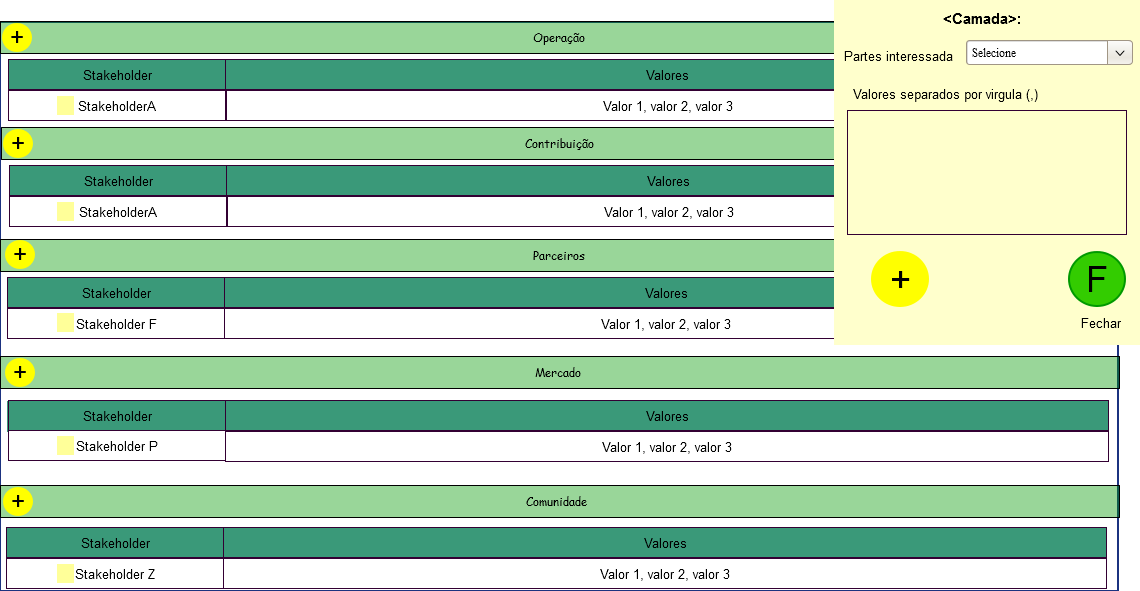 + Operação
Stakeholder Valores
StakeholderA Valor 1, valor 2, valor 3
+ Contribuição
Stakeholder Valores
StakeholderA Valor 1, valor 2, valor 3
+ Parceiros
Stakeholder Valores
Stakeholder F Valor 1, valor 2, valor 3
+ Mercado
Stakeholder Valores
Stakeholder P Valor 1, valor 2, valor 3
+ Comunidade
Stakeholder Valores
Stakeholder Z Valor 1, valor 2, valor 3
<Camada>:
Partes interessada Selecione
Valores separados por virgula (,)
+ F
Fechar